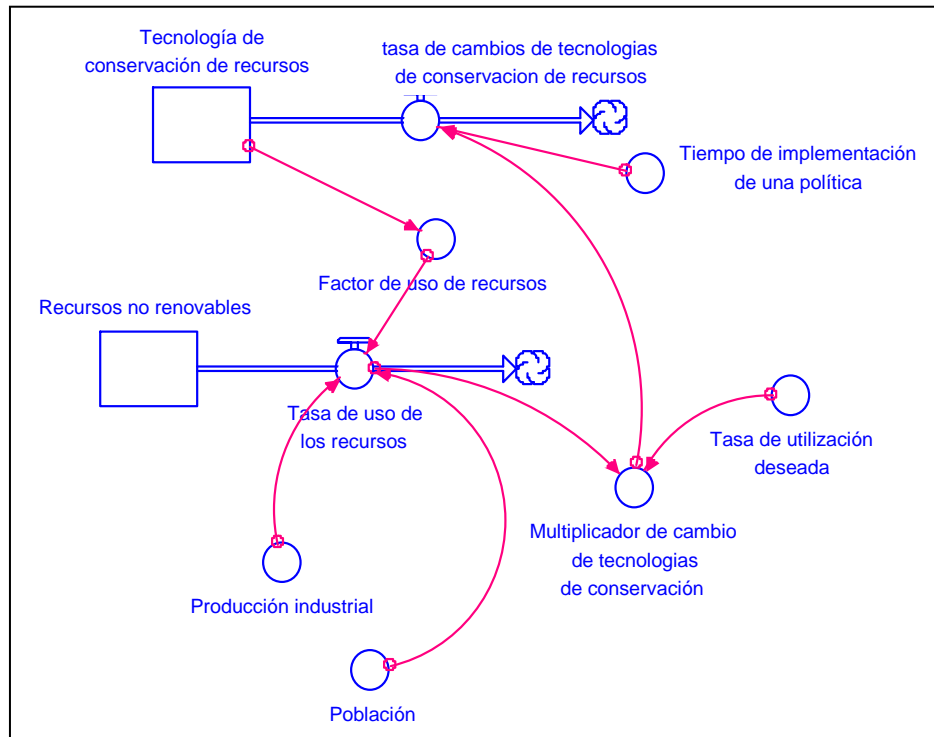 Tecnología de
conservación de recursos
tasa de cambios de tecnologias
de conservacion de recursos
Tiempo de implementación
de una política
Factor de uso de recursos
Recursos no renovables
Tasa de uso de
los recursos
Tasa de utilización
deseada
Multiplicador de cambio
de tecnologias
de conservación
Producción industrial
Población